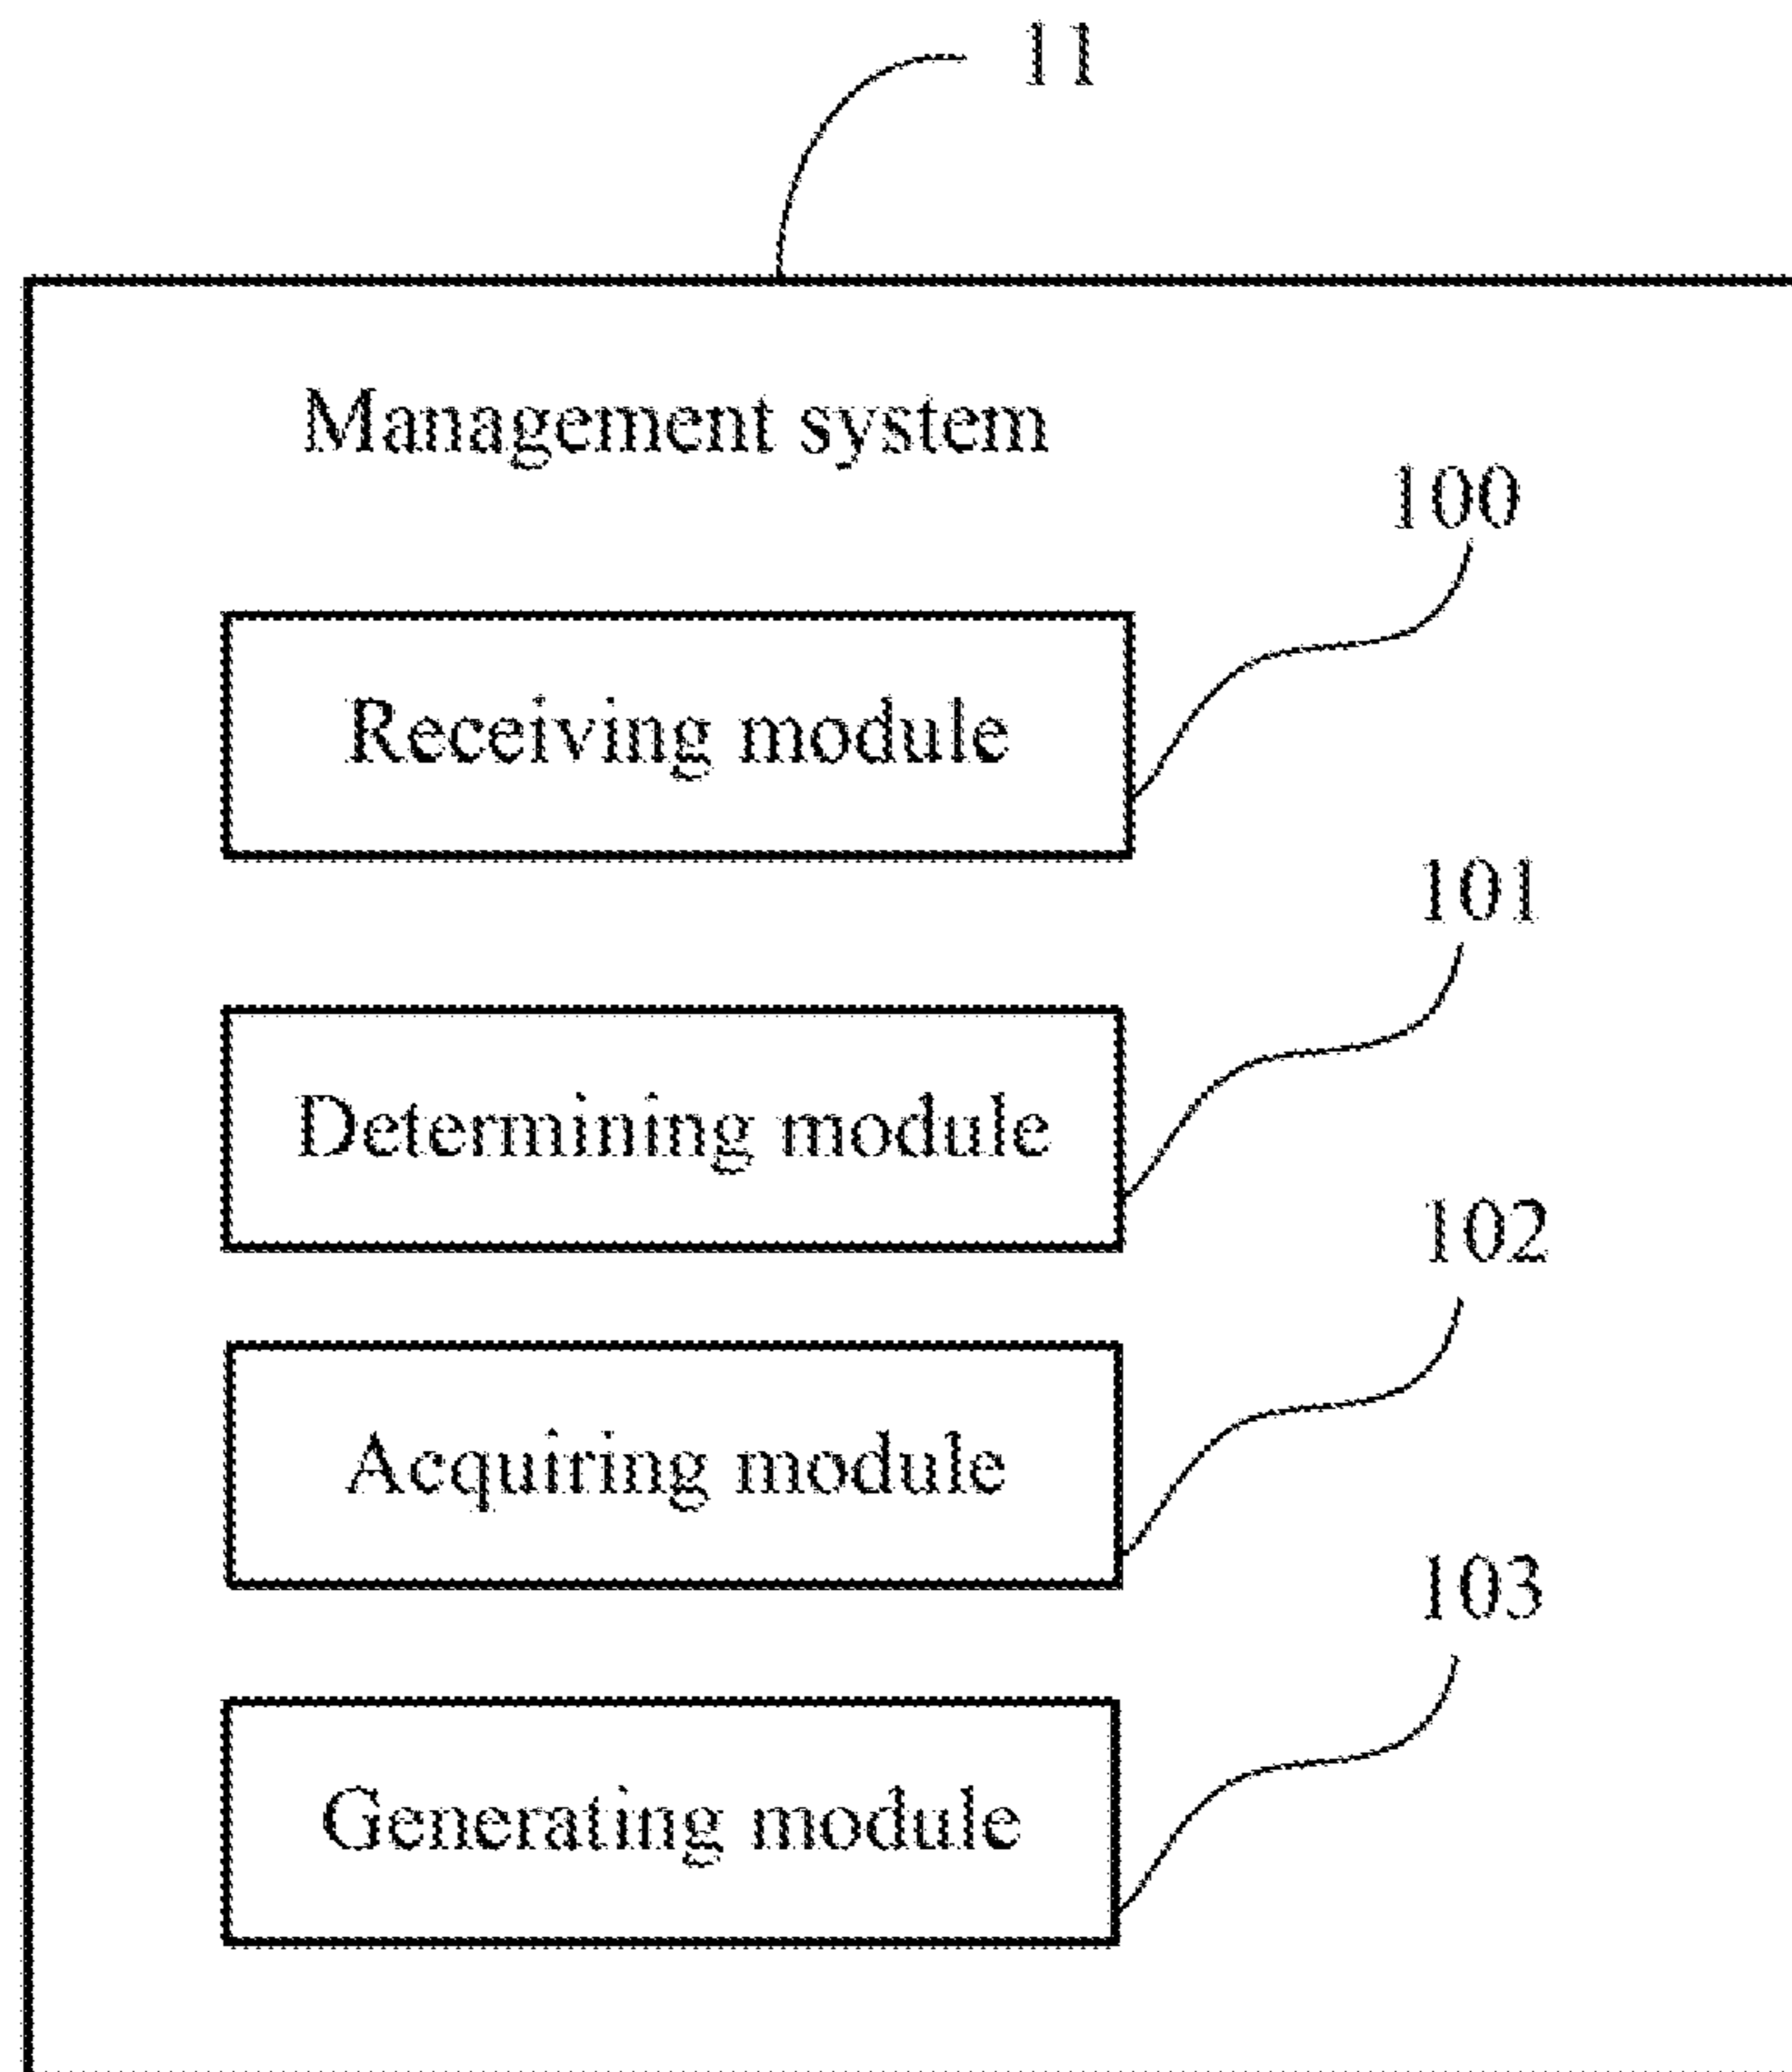 11
Management system
100
Receiving module
101
Determining module
102
Acquiring module
103
Generating module